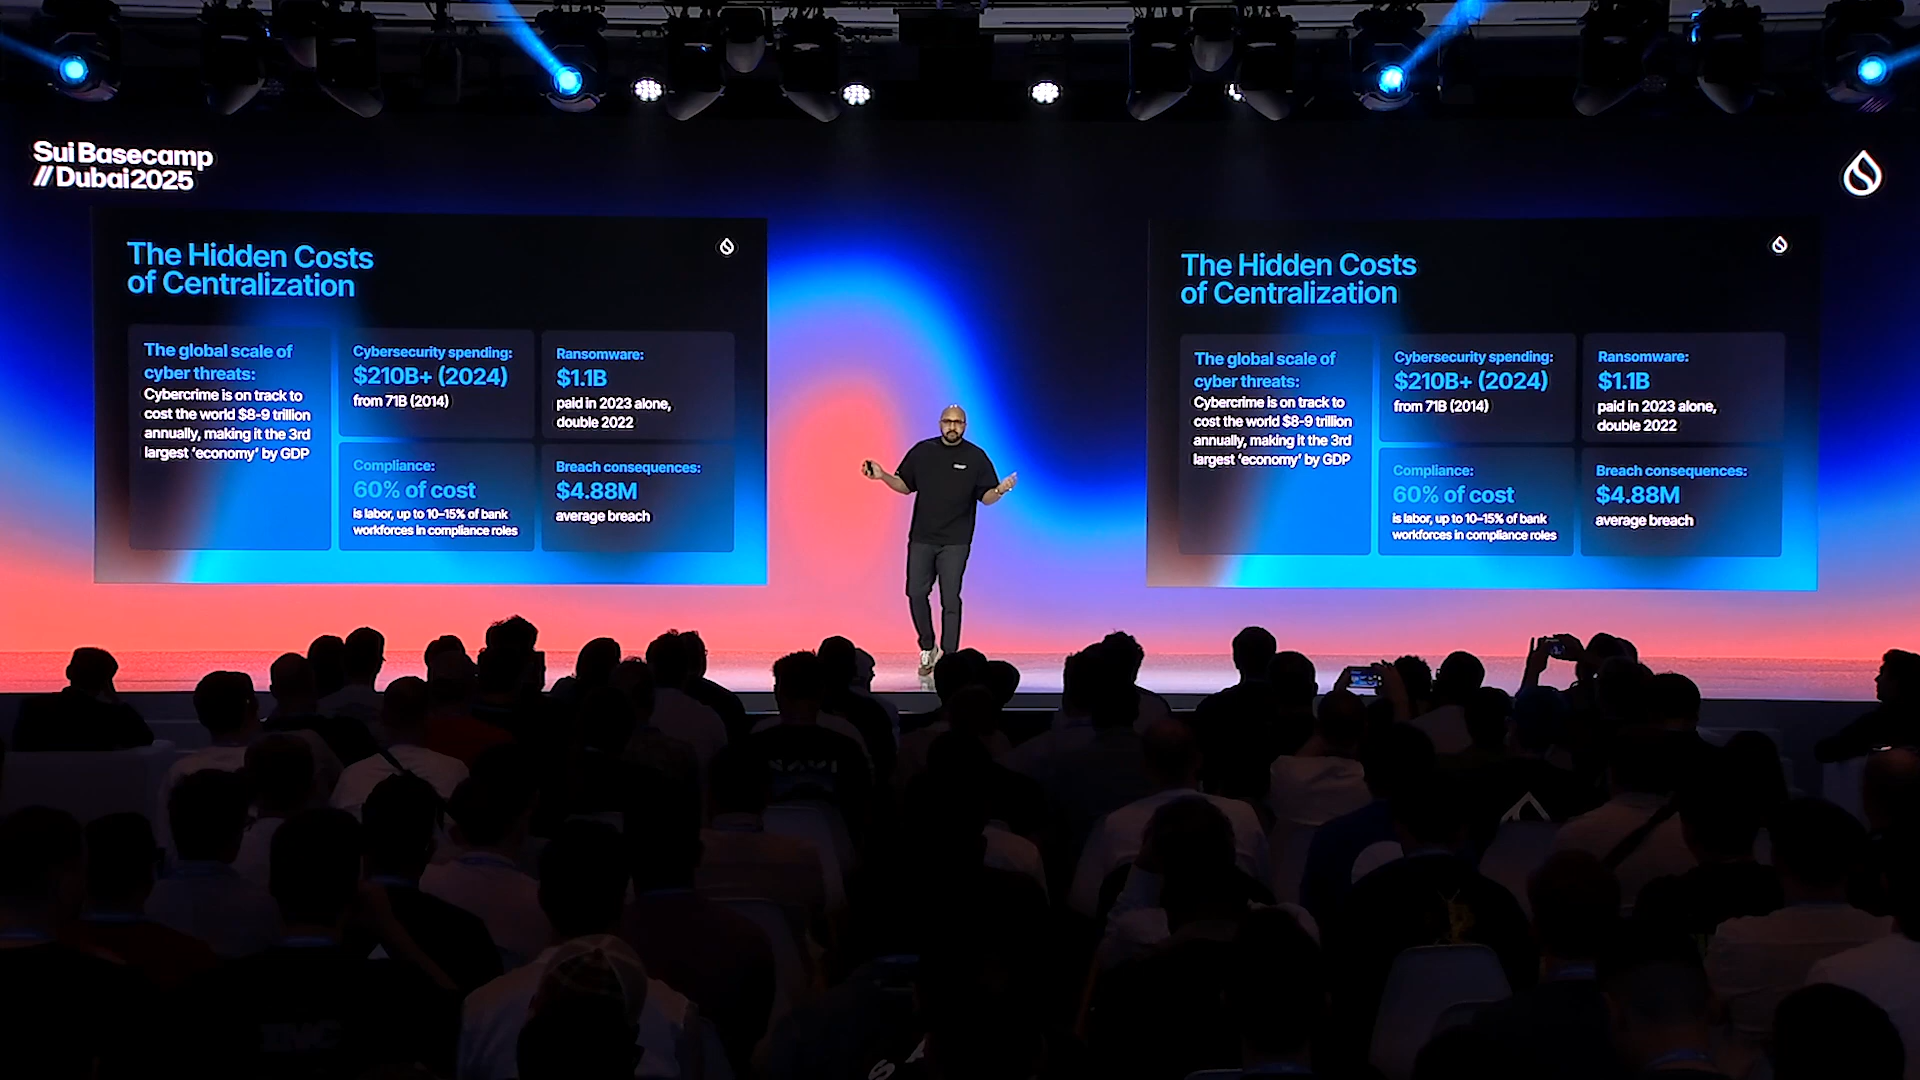 Sui Basecamp
// Dubai 2025
The Hidden Costs
of Centralization
The global scale of
cyber threats:
Cybercrime is on track to
cost the world $8-9 trillion
annually, making it the 3rd
largest ‘economy’ by GDP
Cybersecurity spending:
$210B+ (2024)
from 71B (2014)
Ransomware:
$1.1B
paid in 2023 alone,
double 2022
Compliance:
60% of cost
is labor, up to 10–15% of bank
workforces in compliance roles
Breach consequences:
$4.88M
average breach
The Hidden Costs
of Centralization
The global scale of
cyber threats:
Cybercrime is on track to
cost the world $8-9 trillion
annually, making it the 3rd
largest ‘economy’ by GDP
Cybersecurity spending:
$210B+ (2024)
from 71B (2014)
Ransomware:
$1.1B
paid in 2023 alone,
double 2022
Compliance:
60% of cost
is labor, up to 10–15% of bank
workforces in compliance roles
Breach consequences:
$4.88M
average breach